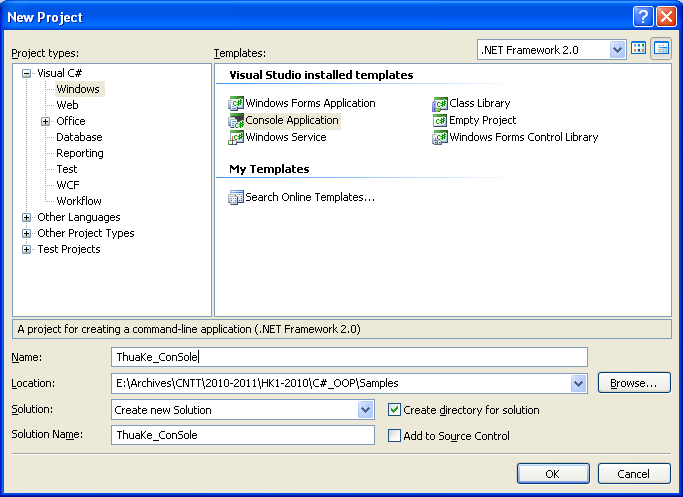 New Project
Project types:
Templates:
.NET Framework 2.0
Visual C#
Windows
Web
Office
Database
Reporting
Test
WCF
Workflow
Other Languages
Other Project Types
Test Projects
Visual Studio installed templates
Windows Forms Application
Class Library
Console Application
Empty Project
Windows Service
Windows Forms Control Library
My Templates
Search Online Templates...
A project for creating a command-line application (.NET Framework 2.0)
Name:
ThuaKe_ConSole
Location:
E:\Archives\CNTT\2010-2011\HK1-2010\C#_OOP\Samples
Browse...
Solution:
Create new Solution
Create directory for solution
Solution Name:
ThuaKe_ConSole
Add to Source Control
OK
Cancel